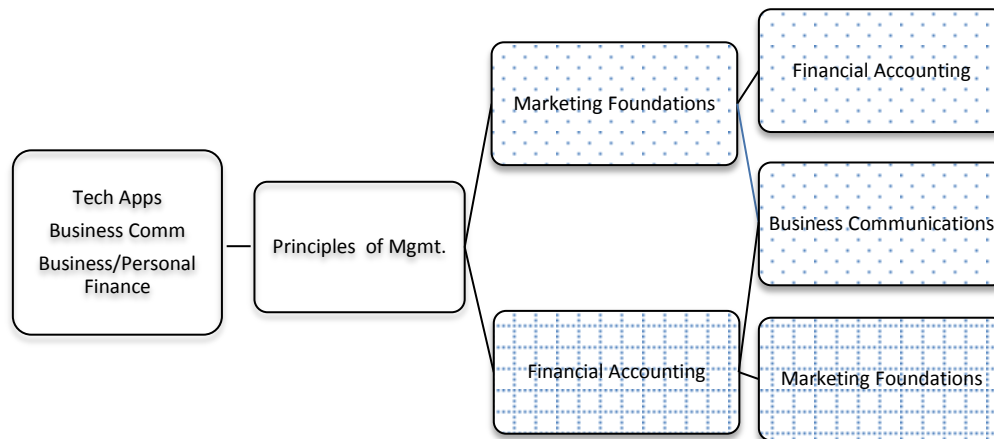 Tech Apps
Business Comm
Business/Personal
Finance
Principles of Mgmt.
Marketing Foundations
Financial Accounting
Financial Accounting
Business Communications
Marketing Foundations